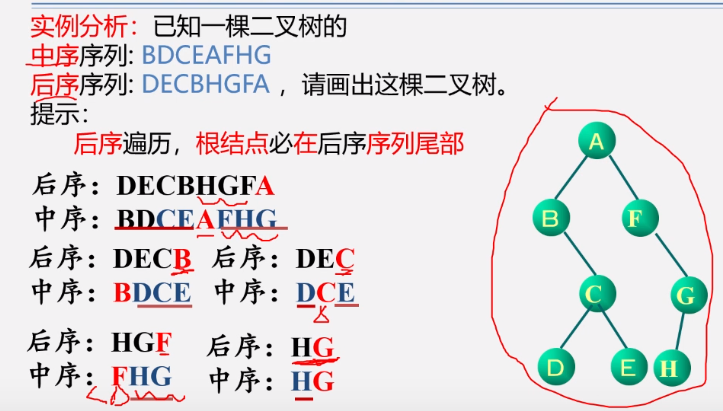 实例分析：已知一棵二叉树的
中序序列: BDCEAFHG
后序序列: DECBHGFA ，请画出这棵二叉树。
提示：
后序遍历，根结点必在后序序列尾部
后序：DECBHGFA
中序：BDCEAFHG
后序：DECB 后序：DEC
中序：BDCE 中序：DCE
后序：HGF 后序：HG
中序：FHG 中序：HG
A
B F
C G
D E H